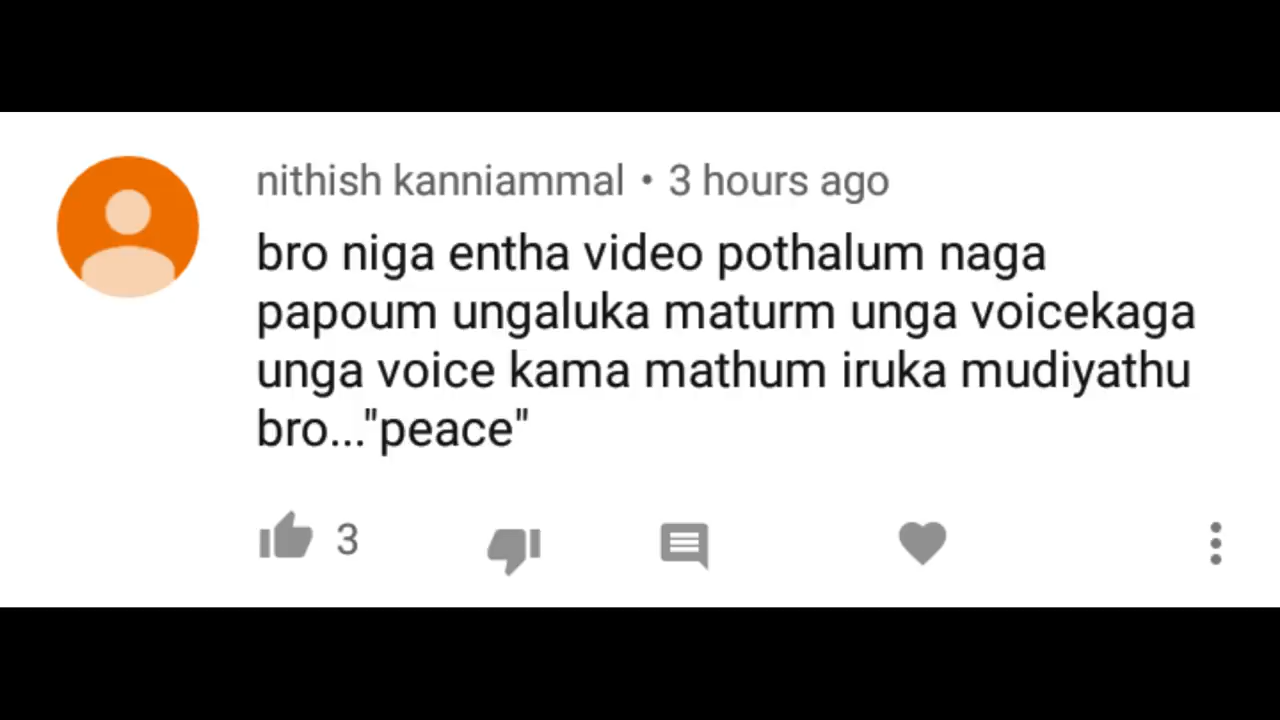 nithish kanniammal • 3 hours ago
bro niga entha video pothalum naga
papoum ungaluka maturm unga voicekaga
unga voice kama mathum iruka mudiyathu
bro..."peace"
3